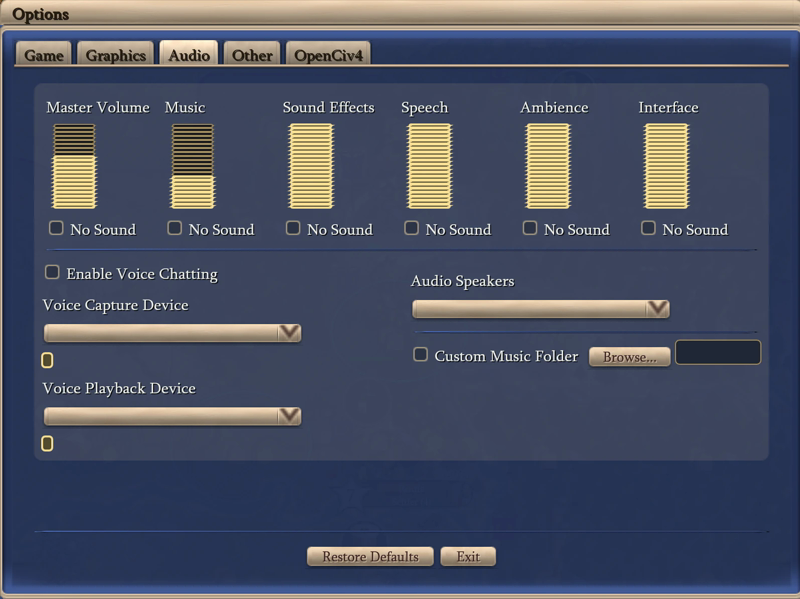 Options
Game Graphics Audio Other OpenCiv4
Master Volume Music Sound Effects Speech Ambience Interface
No Sound No Sound No Sound No Sound No Sound No Sound
Enable Voice Chatting
Audio Speakers
Voice Capture Device
Custom Music Folder Browse...
Voice Playback Device
Restore Defaults Exit